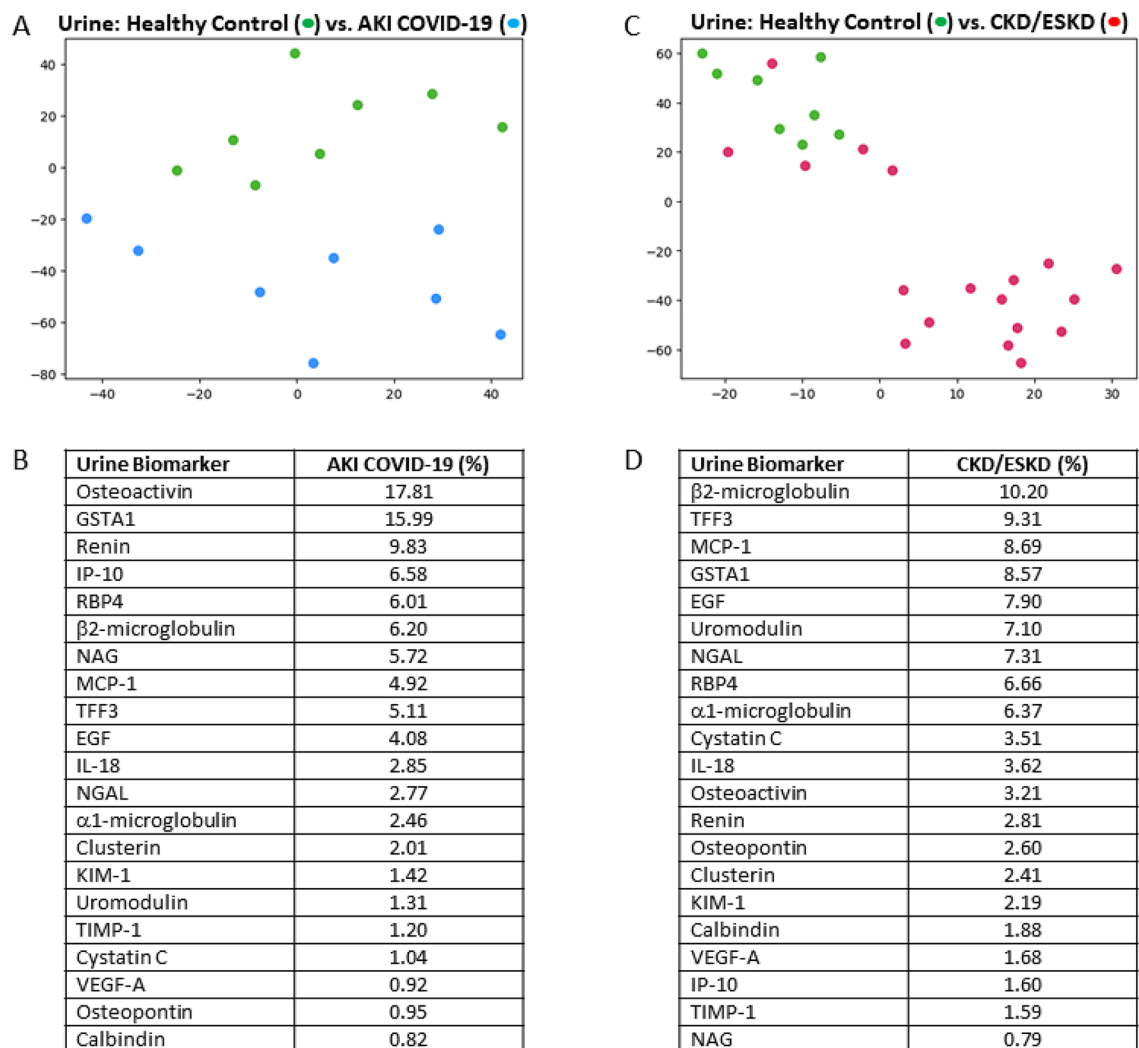 A
Urine: Healthy Control (●) vs. AKI COVID-19 (●)
40
20
0
−20
−40
−60
−80
−40
−20
0
20
40
B
Urine Biomarker AKI COVID-19 (%)
Osteoactivin 17.81
GSTA1 15.99
Renin 9.83
IP-10 6.58
RBP4 6.01
β2-microglobulin 6.20
NAG 5.72
MCP-1 4.92
TFF3 5.11
EGF 4.08
IL-18 2.85
NGAL 2.77
α1-microglobulin 2.46
Clusterin 2.01
KIM-1 1.42
Uromodulin 1.31
TIMP-1 1.20
Cystatin C 1.04
VEGF-A 0.92
Osteopontin 0.95
Calbindin 0.82
C
Urine: Healthy Control (●) vs. CKD/ESKD (●)
60
40
20
0
−20
−40
−60
−20
−10
0
10
20
30
D
Urine Biomarker CKD/ESKD (%)
β2-microglobulin 10.20
TFF3 9.31
MCP-1 8.69
GSTA1 8.57
EGF 7.90
Uromodulin 7.10
NGAL 7.31
RBP4 6.66
α1-microglobulin 6.37
Cystatin C 3.51
IL-18 3.62
Osteoactivin 3.21
Renin 2.81
Osteopontin 2.60
Clusterin 2.41
KIM-1 2.19
Calbindin 1.88
VEGF-A 1.68
IP-10 1.60
TIMP-1 1.59
NAG 0.79